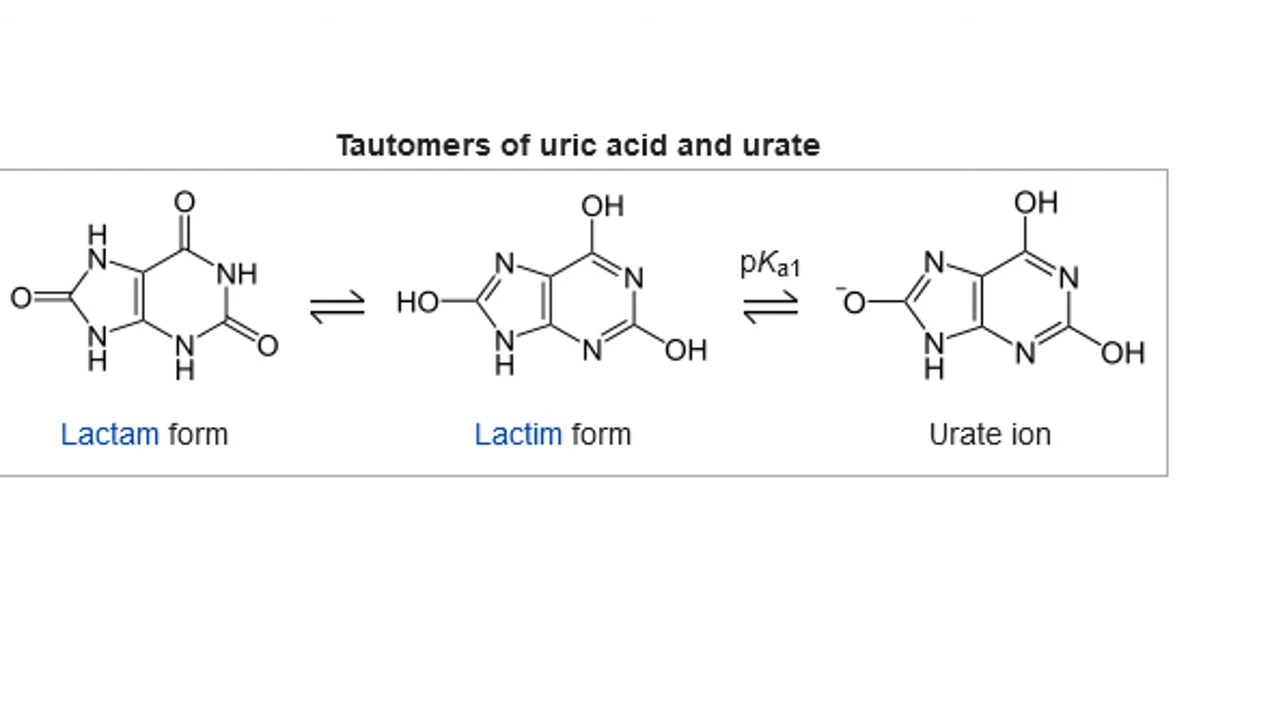 Tautomers of uric acid and urate
O
H
N
NH
O
N
H
N
H
O
OH
N
N
HO
N
H
N
OH
pKa1
OH
N
N
⁻O
N
H
N
OH
Lactam form
Lactim form
Urate ion